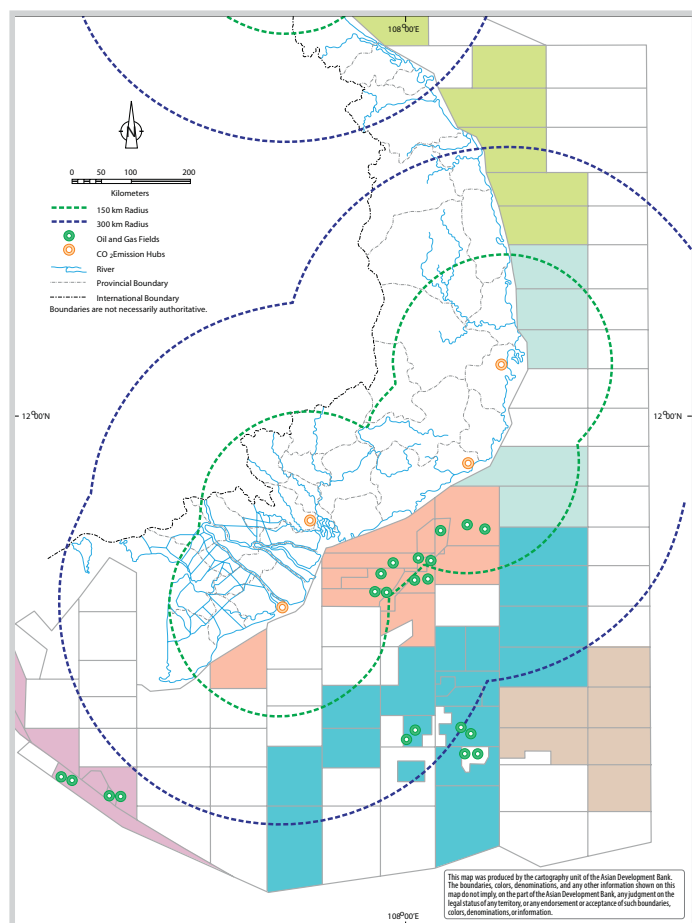 108°00'E
N
0 50 100 200
Kilometers
150 km Radius
300 km Radius
Oil and Gas Fields
CO2Emission Hubs
River
Provincial Boundary
International Boundary
Boundaries are not necessarily authoritative.
12°00'N 12°00'N
This map was produced by the cartography unit of the Asian Development Bank.
The boundaries, colors, denominations, and any other information shown on this
map do not imply, on the part of the Asian Development Bank, any judgment on the
legal status of any territory, or any endorsement or acceptance of such boundaries,
colors, denominations, or information.
108°00'E